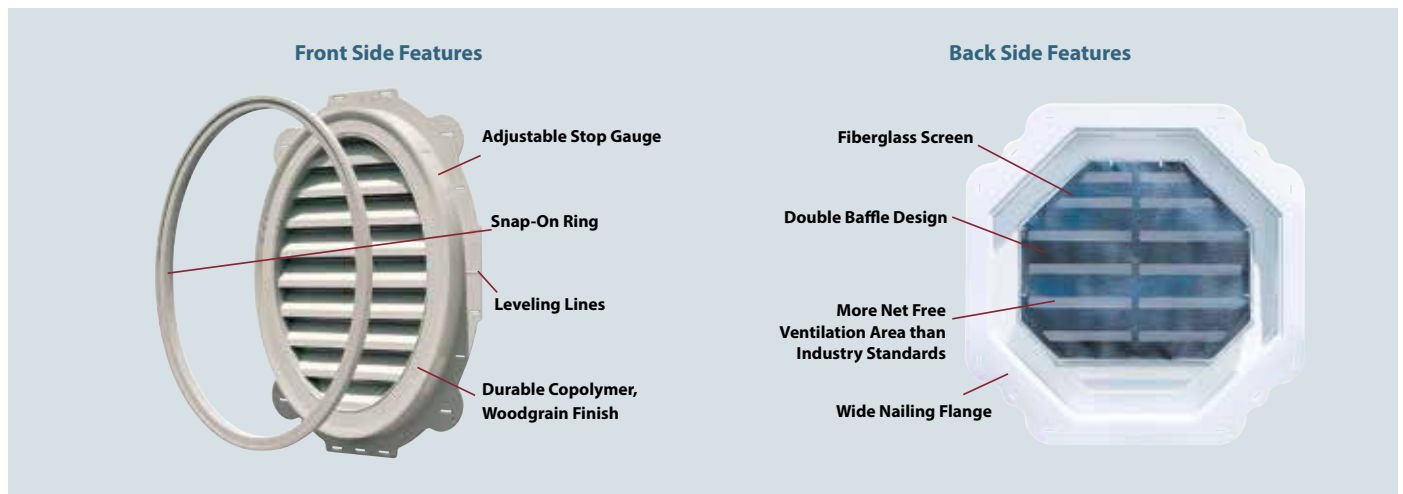 Front Side Features
Adjustable Stop Gauge
Snap-On Ring
Leveling Lines
Durable Copolymer,
Woodgrain Finish
Back Side Features
Fiberglass Screen
Double Baffle Design
More Net Free
Ventilation Area than
Industry Standards
Wide Nailing Flange